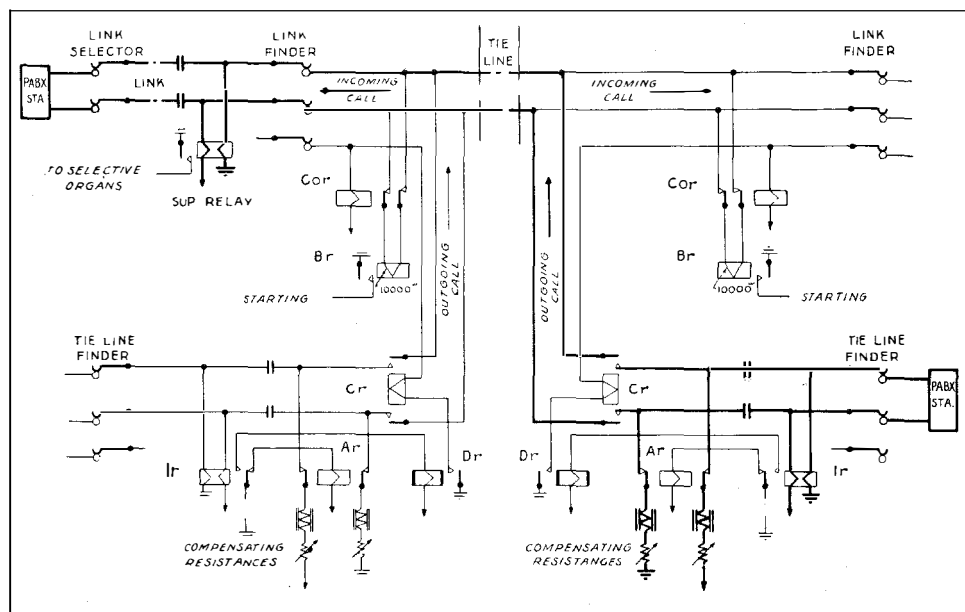 LINK
SELECTOR
LINK
FINDER
TIE
LINE
LINK
FINDER
PABX
STA.
LINK
INCOMING
CALL
INCOMING
CALL
TO SELECTIVE
ORGANS
SUP RELAY
Cor
Cor
Br
Br
10000"
10000"
STARTING
STARTING
OUTGOING
CALL
OUTGOING
CALL
TIE LINE
FINDER
TIE LINE
FINDER
Cr
Cr
PABX
STA.
Ir
Ar
Dr
Dr
Ar
Ir
COMPENSATING
RESISTANCES
COMPENSATING
RESISTANCES